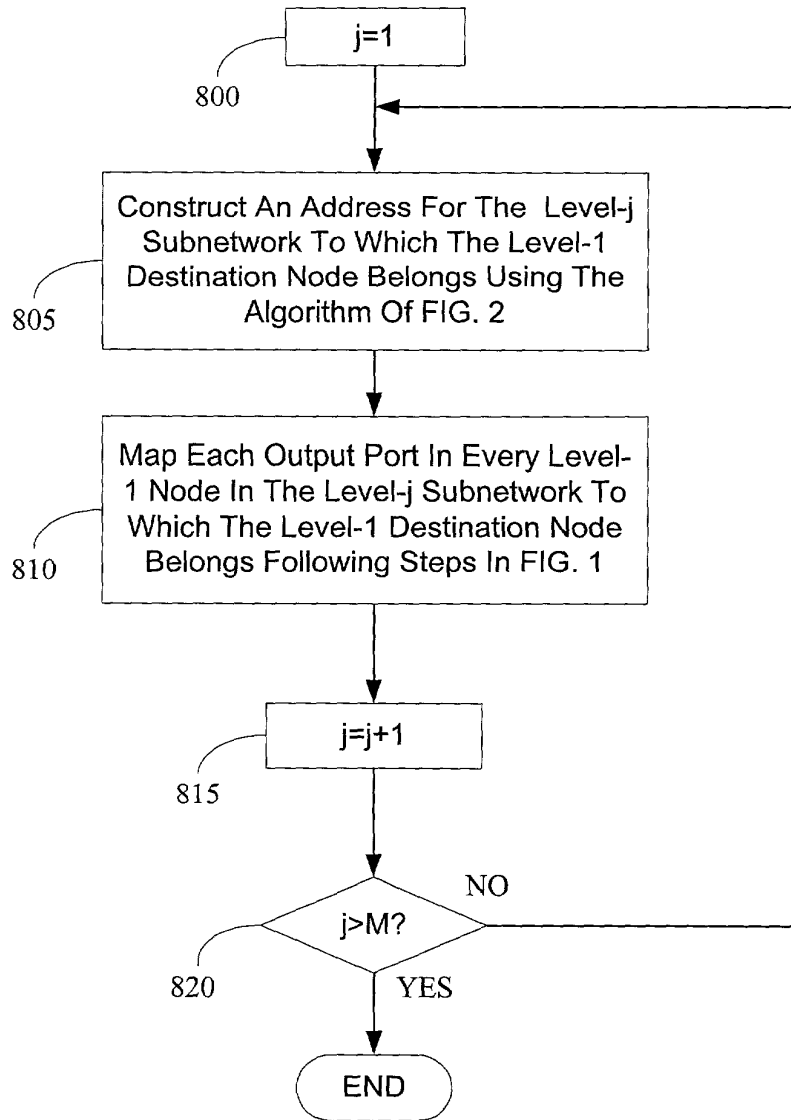 j=1
800
Construct An Address For The Level-j
Subnetwork To Which The Level-1
Destination Node Belongs Using The
Algorithm Of FIG. 2
805
Map Each Output Port In Every Level-
1 Node In The Level-j Subnetwork To
Which The Level-1 Destination Node
Belongs Following Steps In FIG. 1
810
j=j+1
815
NO
j>M?
820
YES
END